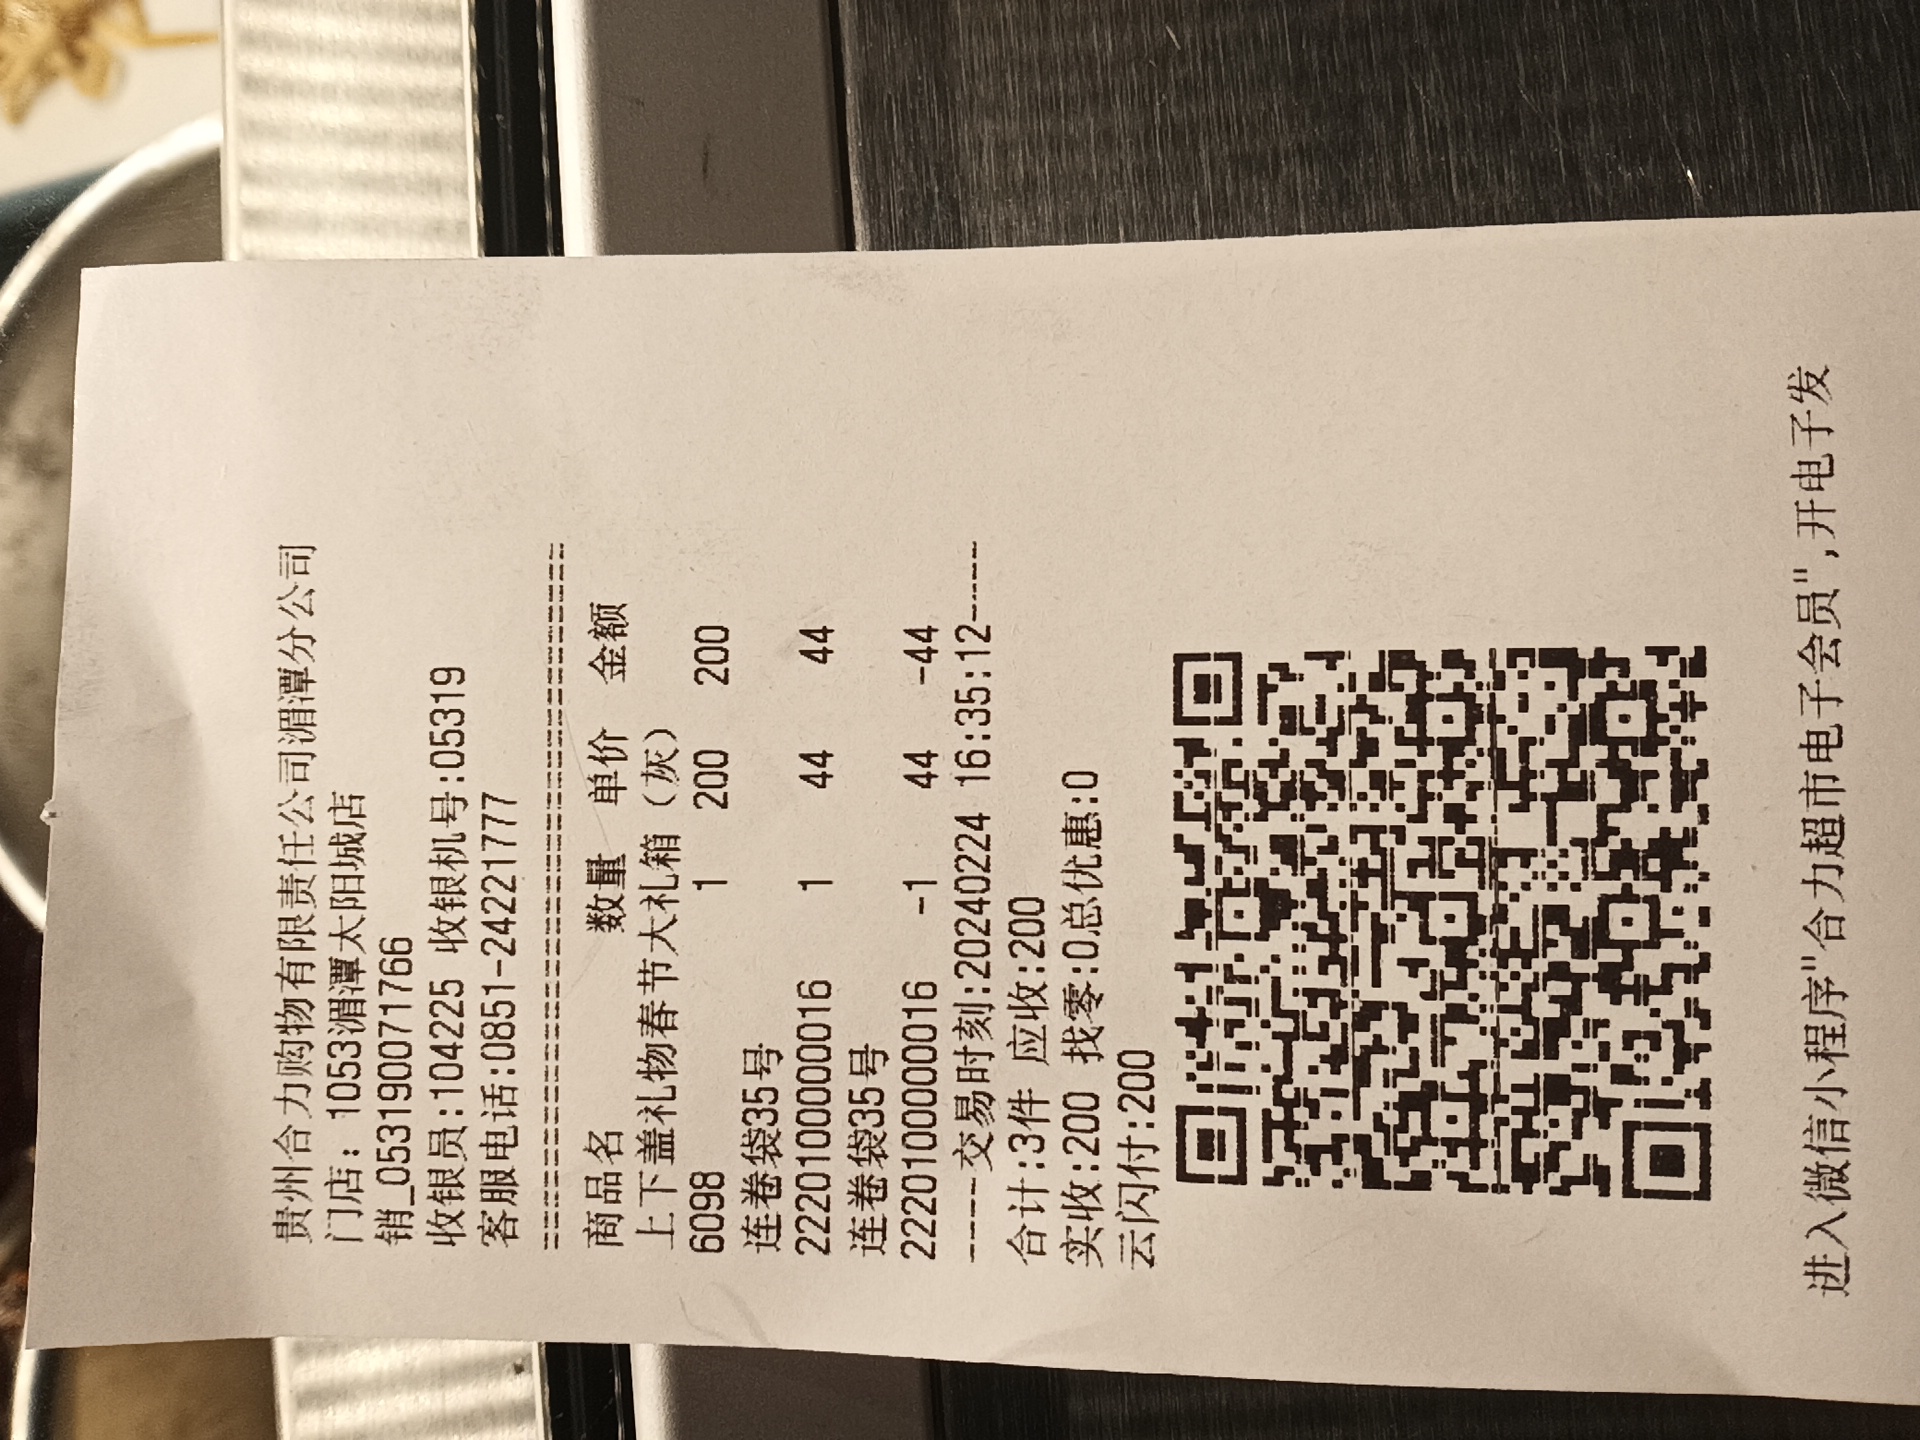 贵州合力购物有限责任公司湄潭分公司
门店: 1053湄潭太阳城店
销_053190071766
收银员:104225 收银机号:05319
客服电话:0851-24221777
========================================
商品名 数量 单价 金额
上下盖礼物春节大礼箱（灰）
6098 1 200 200
连卷袋35号
2220100000016 1 44 44
连卷袋35号
2220100000016 -1 44 -44
----交易时刻:20240224 16:35:12----
合计:3件 应收:200
实收:200 找零:0总优惠:0
云闪付:200
进入微信小程序"合力超市电子会员",开电子发